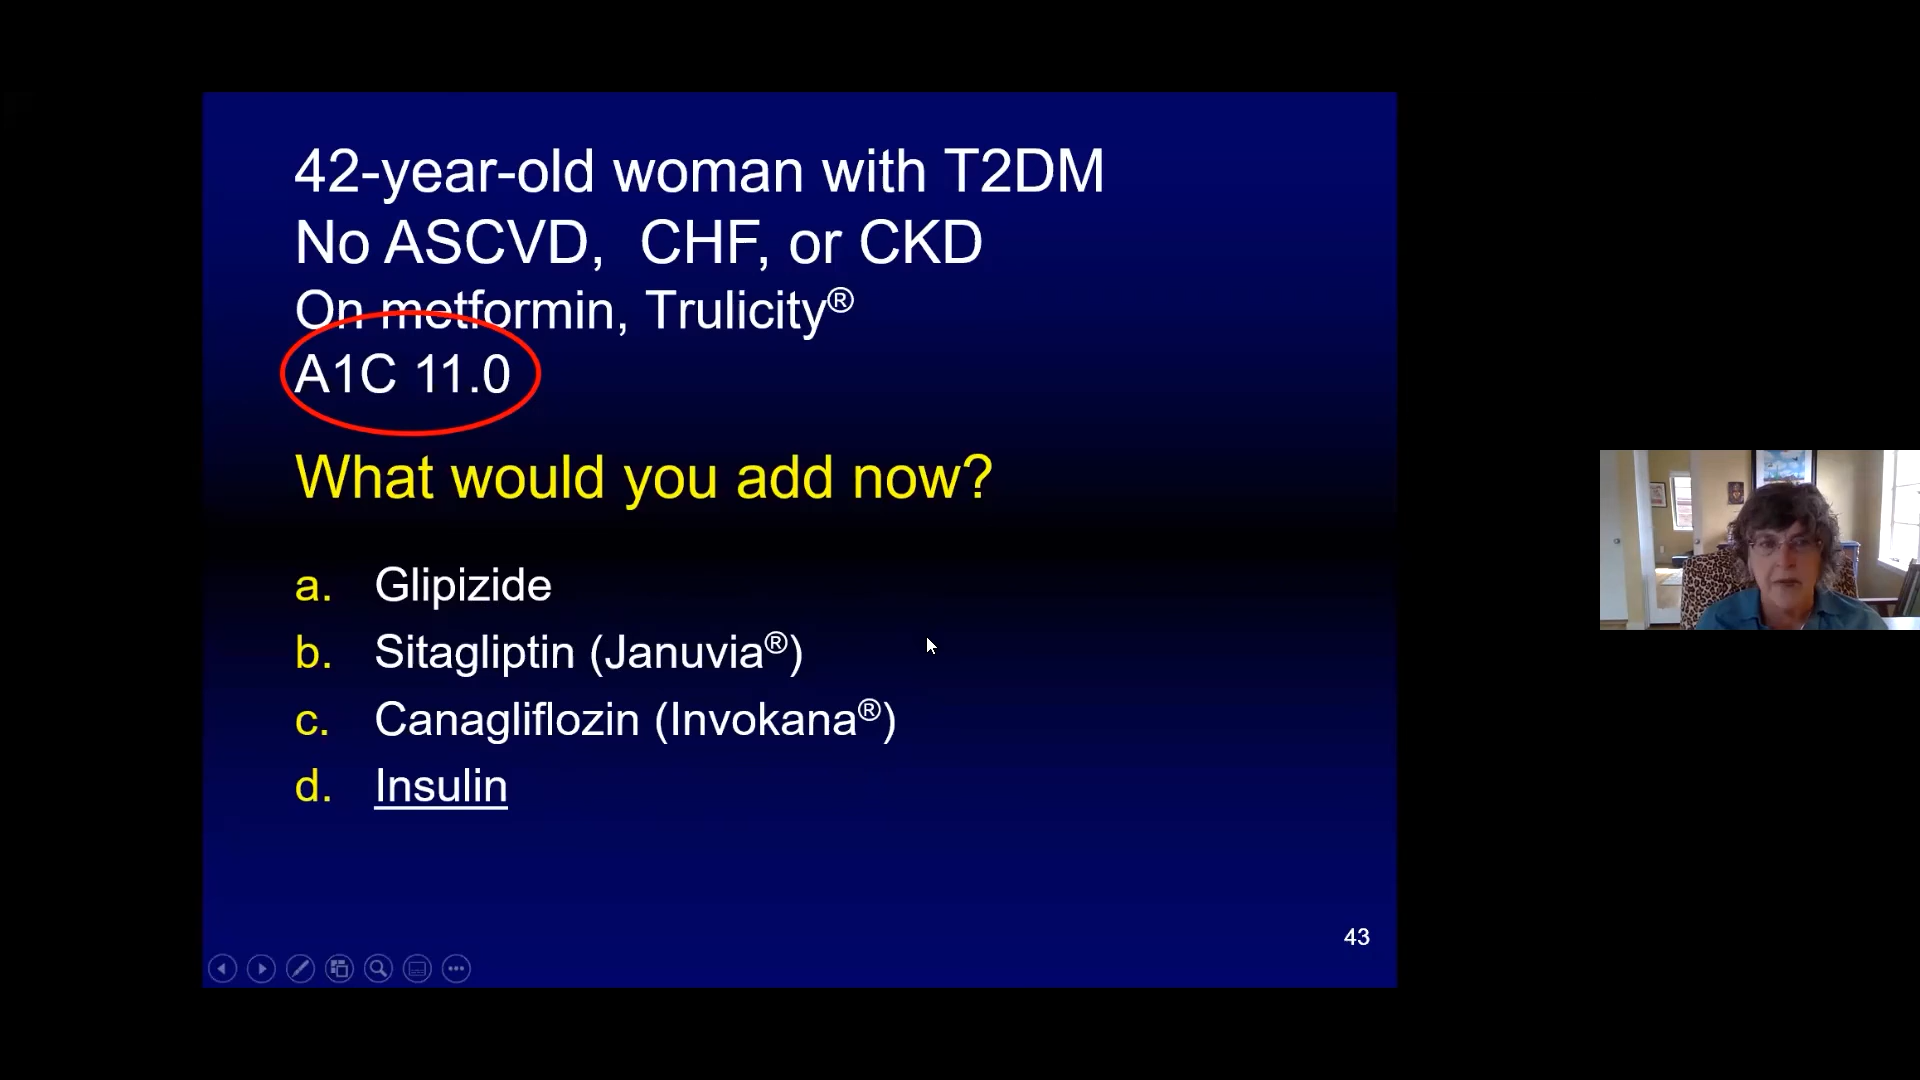 42-year-old woman with T2DM
No ASCVD,  CHF, or CKD
On metformin, Trulicity®
A1C 11.0
What would you add now?
a. Glipizide
b. Sitagliptin (Januvia®)
c. Canagliflozin (Invokana®)
d. Insulin
43